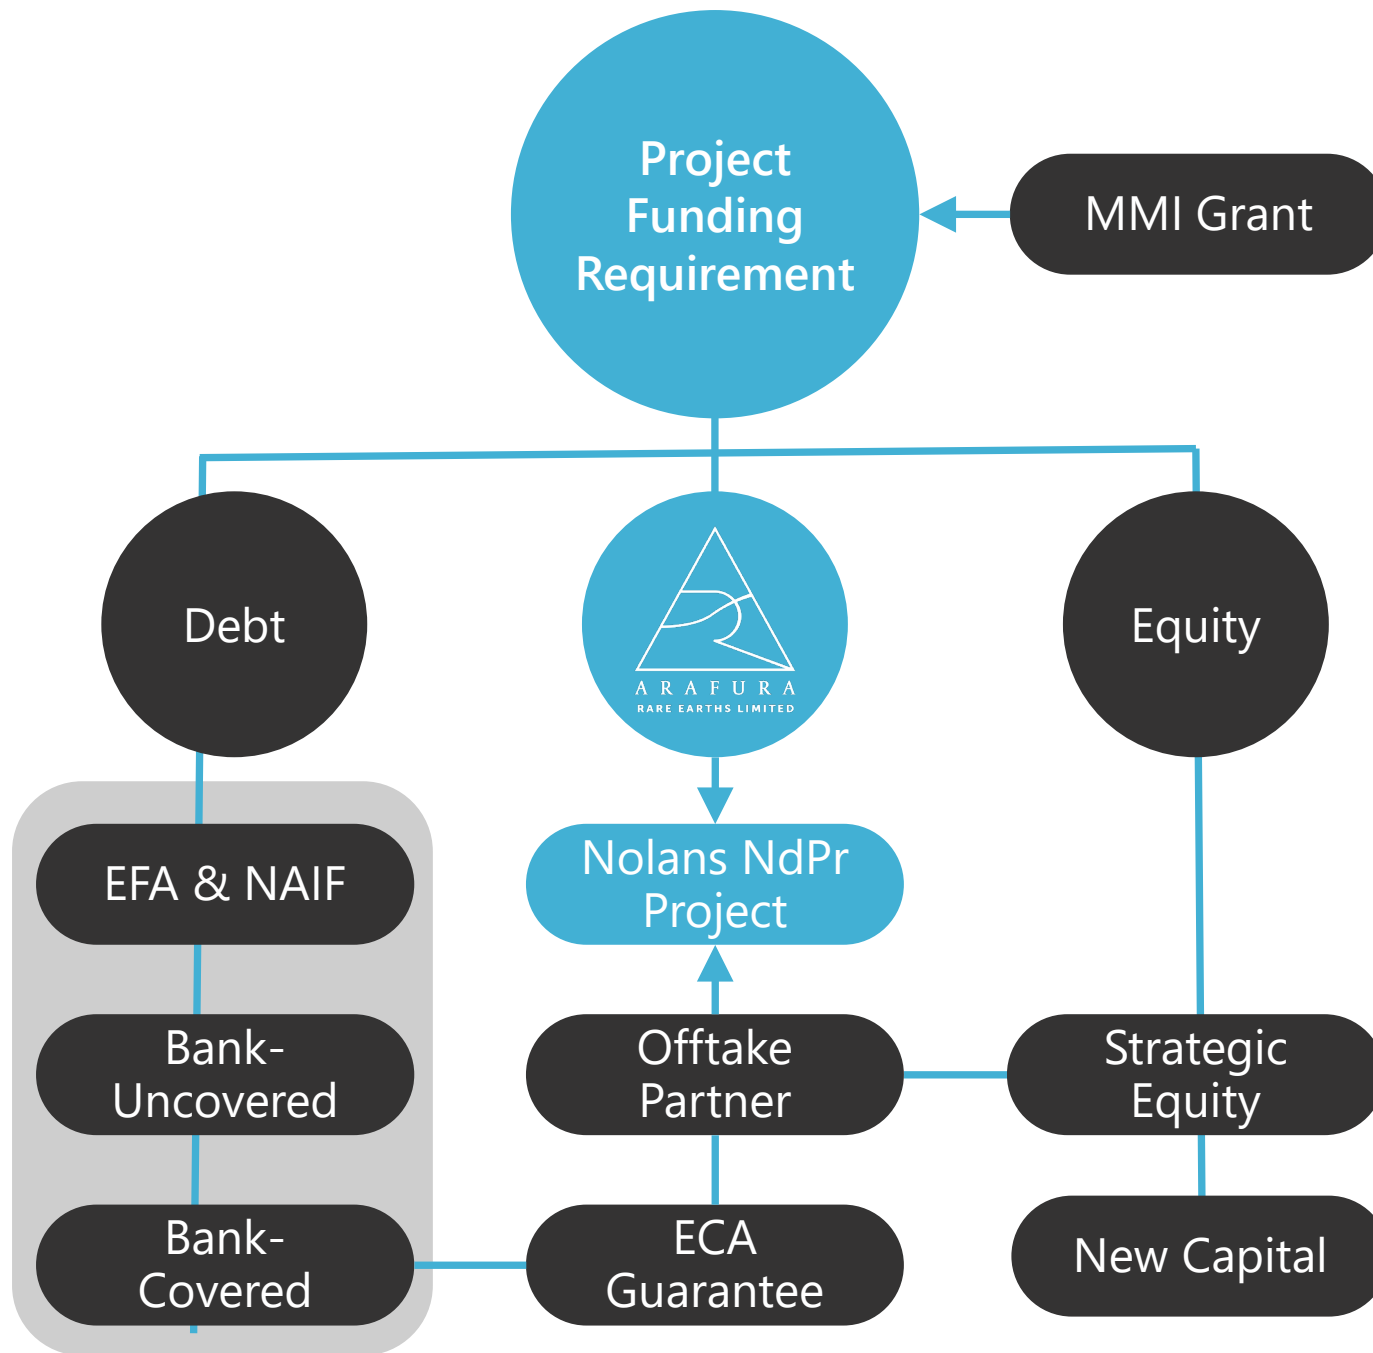 Project
Funding
Requirement
MMI Grant
Debt
ARAFURA
RARE EARTHS LIMITED
Equity
EFA & NAIF
Nolans NdPr
Project
Bank-
Uncovered
Offtake
Partner
Strategic
Equity
Bank-
Covered
ECA
Guarantee
New Capital